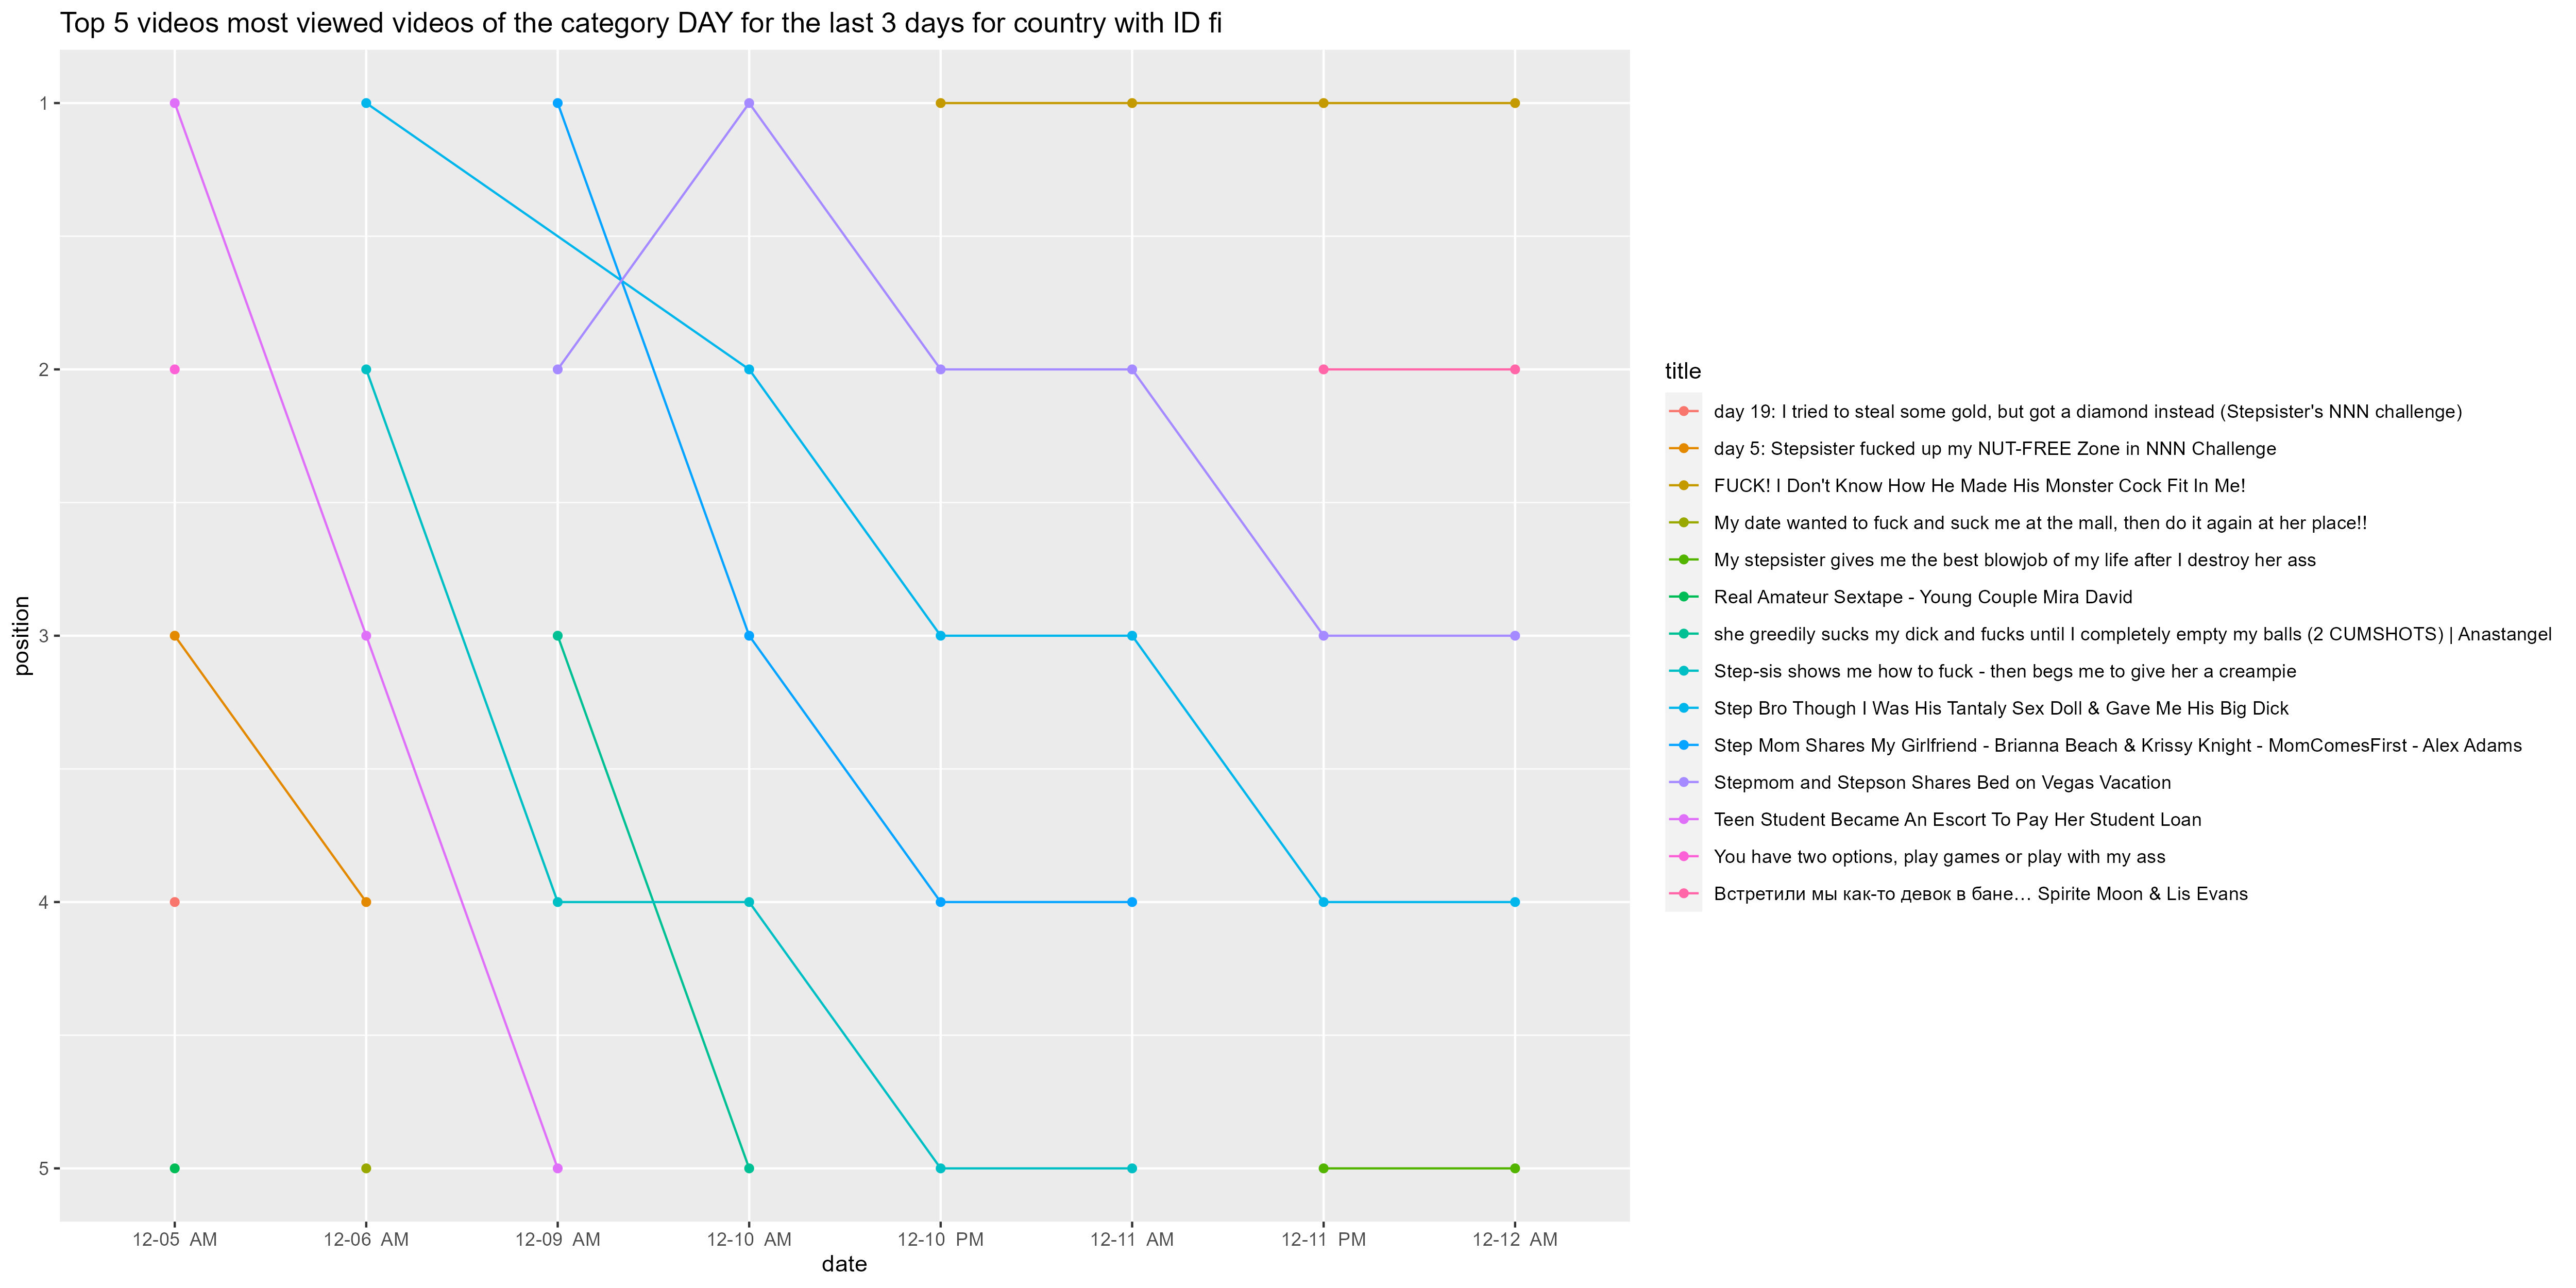 Top 5 videos most viewed videos of the category DAY for the last 3 days for country with ID fi
position
1
2
3
4
5
12-05 AM
12-06 AM
12-09 AM
12-10 AM
12-10 PM
12-11 AM
12-11 PM
12-12 AM
date
title
day 19: I tried to steal some gold, but got a diamond instead (Stepsister's NNN challenge)
day 5: Stepsister fucked up my NUT-FREE Zone in NNN Challenge
FUCK! I Don't Know How He Made His Monster Cock Fit In Me!
My date wanted to fuck and suck me at the mall, then do it again at her place!!
My stepsister gives me the best blowjob of my life after I destroy her ass
Real Amateur Sextape - Young Couple Mira David
she greedily sucks my dick and fucks until I completely empty my balls (2 CUMSHOTS) | Anastangel
Step-sis shows me how to fuck - then begs me to give her a creampie
Step Bro Though I Was His Tantaly Sex Doll & Gave Me His Big Dick
Step Mom Shares My Girlfriend - Brianna Beach & Krissy Knight - MomComesFirst - Alex Adams
Stepmom and Stepson Shares Bed on Vegas Vacation
Teen Student Became An Escort To Pay Her Student Loan
You have two options, play games or play with my ass
Встретили мы как-то девок в бане… Spirite Moon & Lis Evans